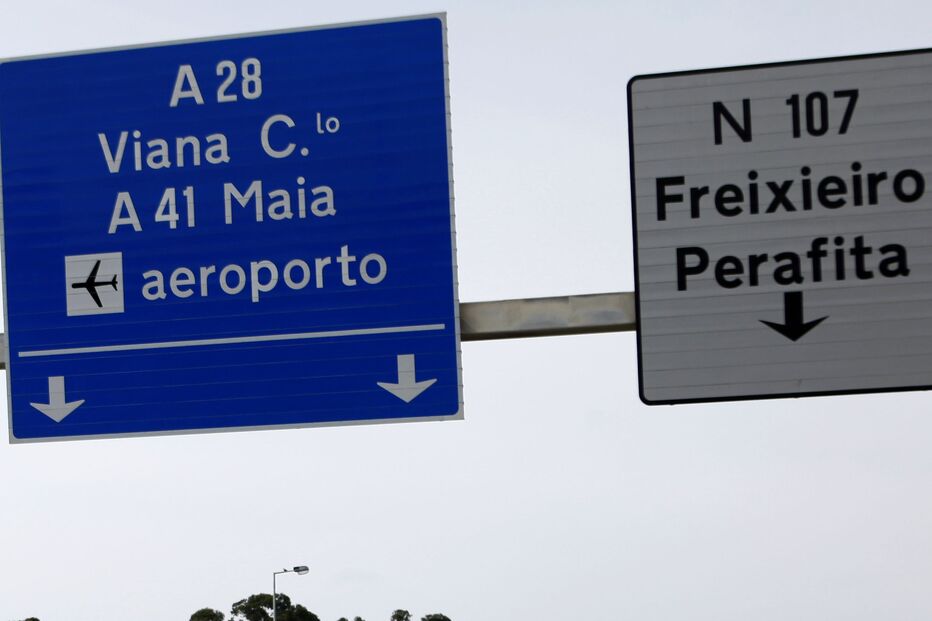 A 28
Viana C.lo
A 41 Maia
aeroporto
N 107
Freixieiro
Perafita